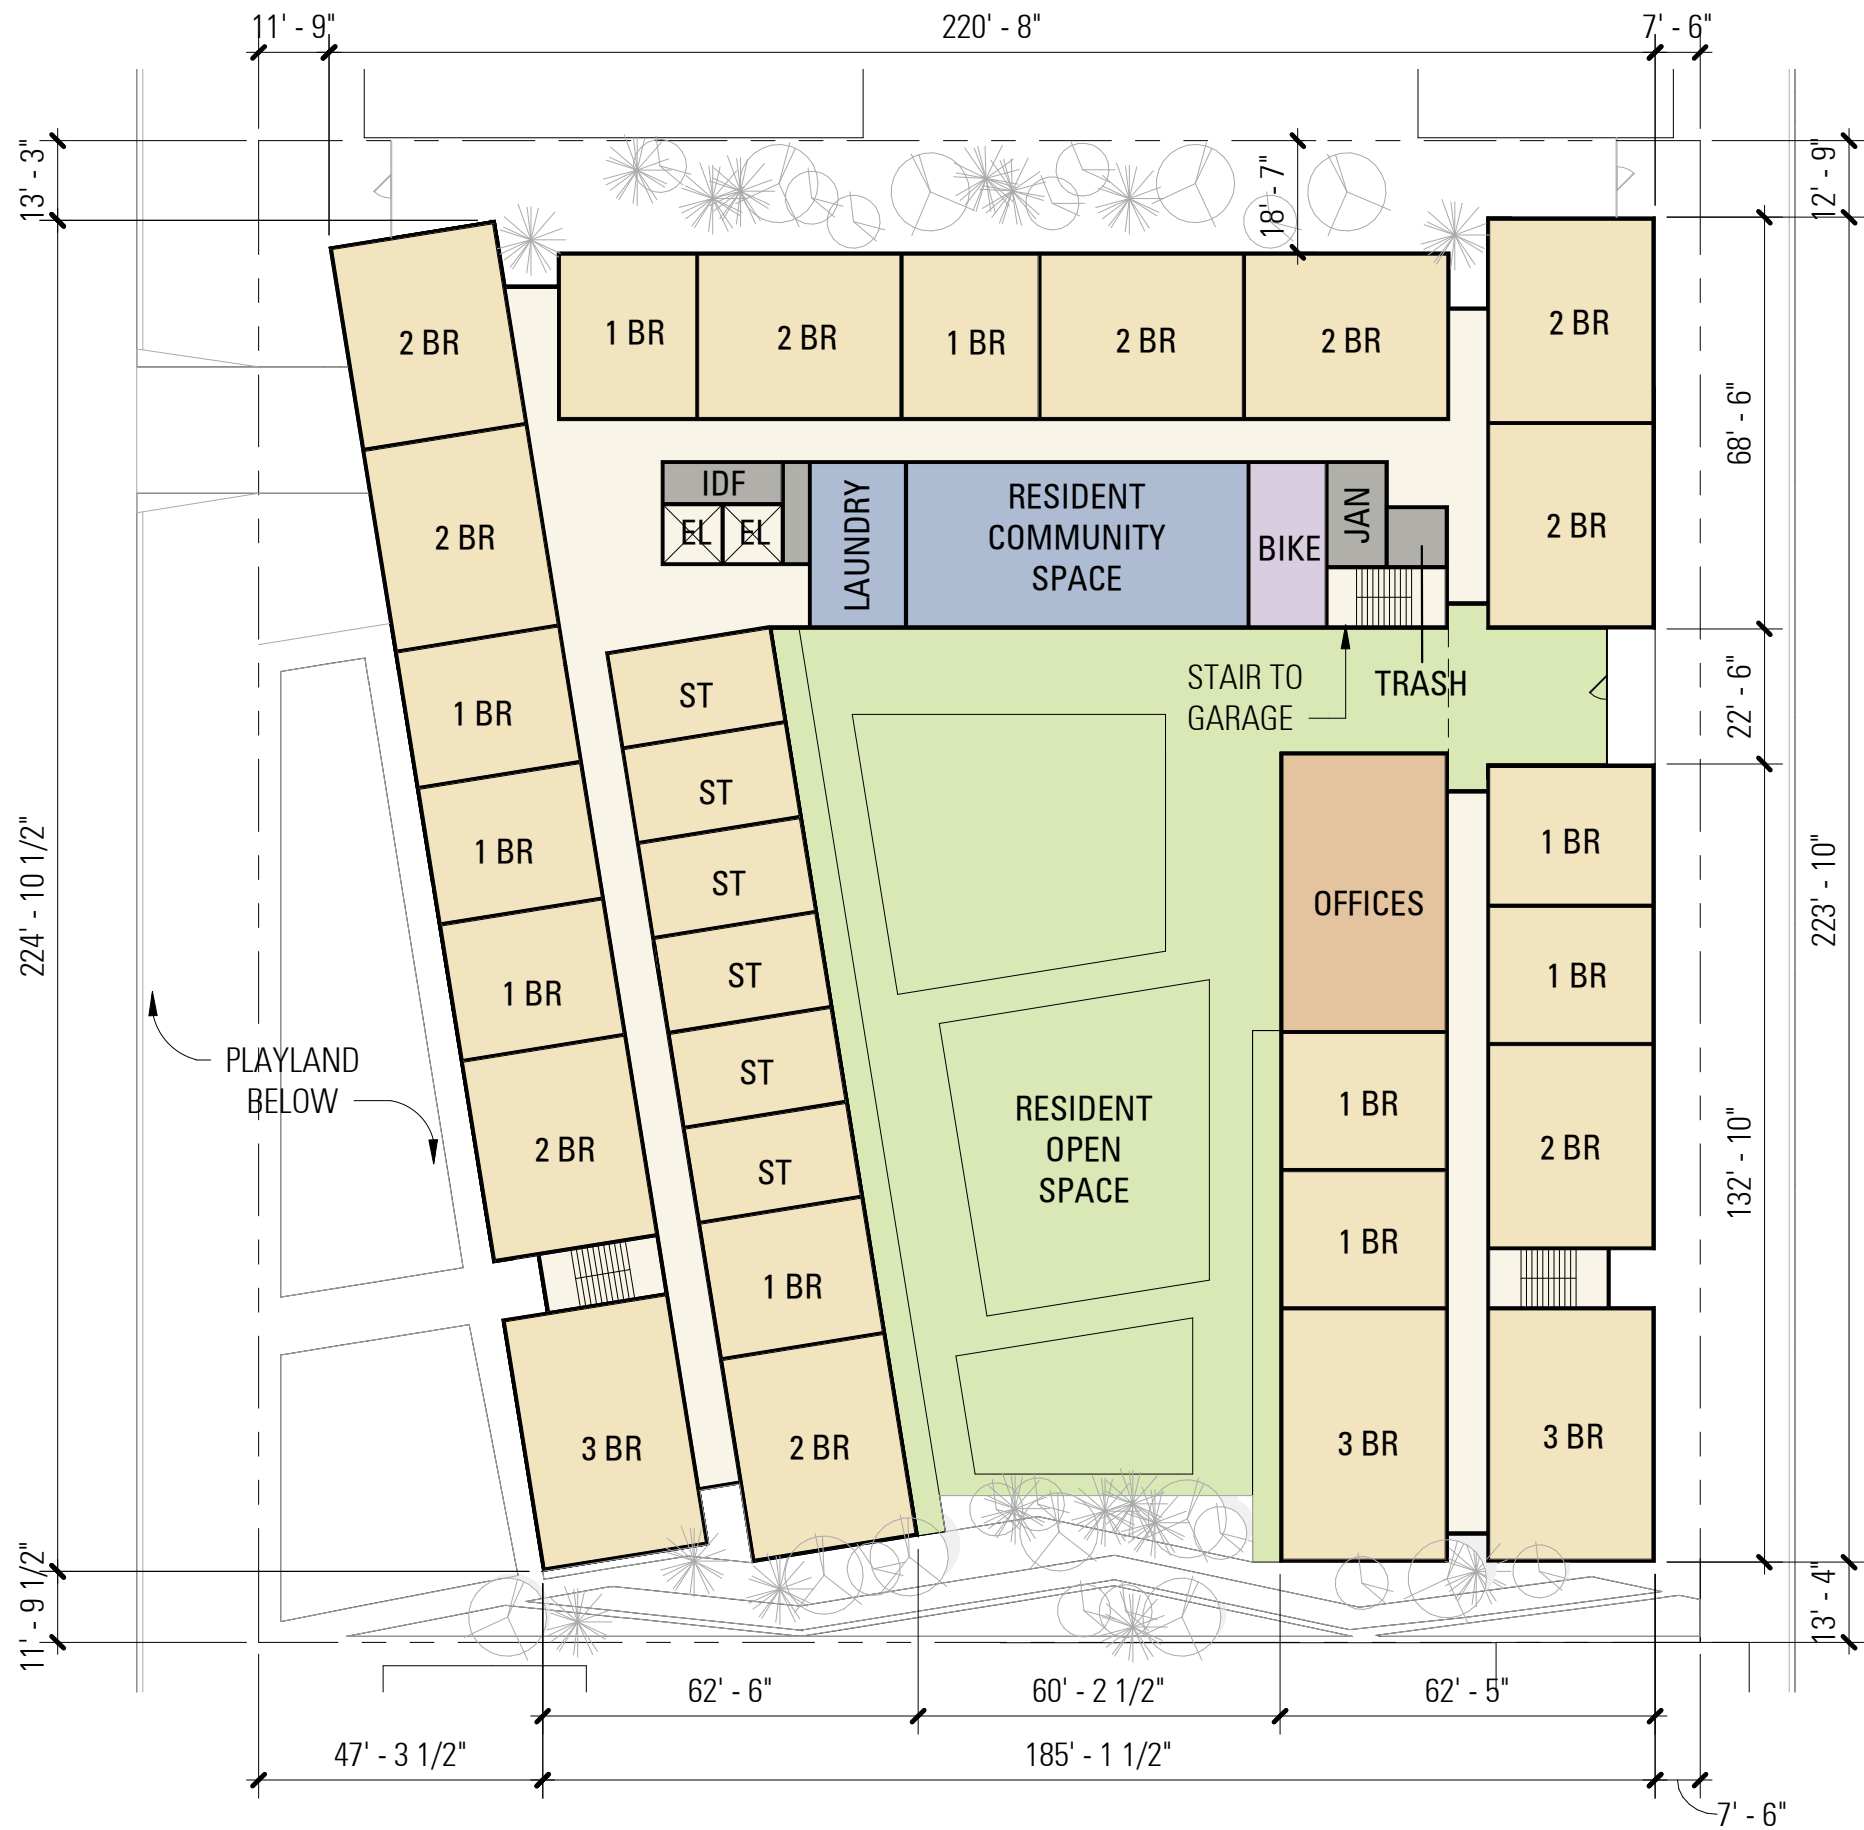 11' - 9"
220' - 8"
7' - 6"
13' - 3"
18' - 7"
12' - 9"
2 BR
1 BR
2 BR
1 BR
2 BR
2 BR
2 BR
68' - 6"
2 BR
IDF
EL
EL
LAUNDRY
RESIDENT
COMMUNITY
SPACE
BIKE
JAN
2 BR
STAIR TO
GARAGE
TRASH
22' - 6"
1 BR
ST
ST
1 BR
ST
1 BR
ST
ST
ST
2 BR
1 BR
3 BR
2 BR
224' - 10 1/2"
PLAYLAND
BELOW
RESIDENT
OPEN
SPACE
OFFICES
1 BR
1 BR
3 BR
1 BR
1 BR
2 BR
3 BR
223' - 10"
132' - 10"
11' - 9 1/2"
13' - 4"
62' - 6"
60' - 2 1/2"
62' - 5"
47' - 3 1/2"
185' - 1 1/2"
7' - 6"